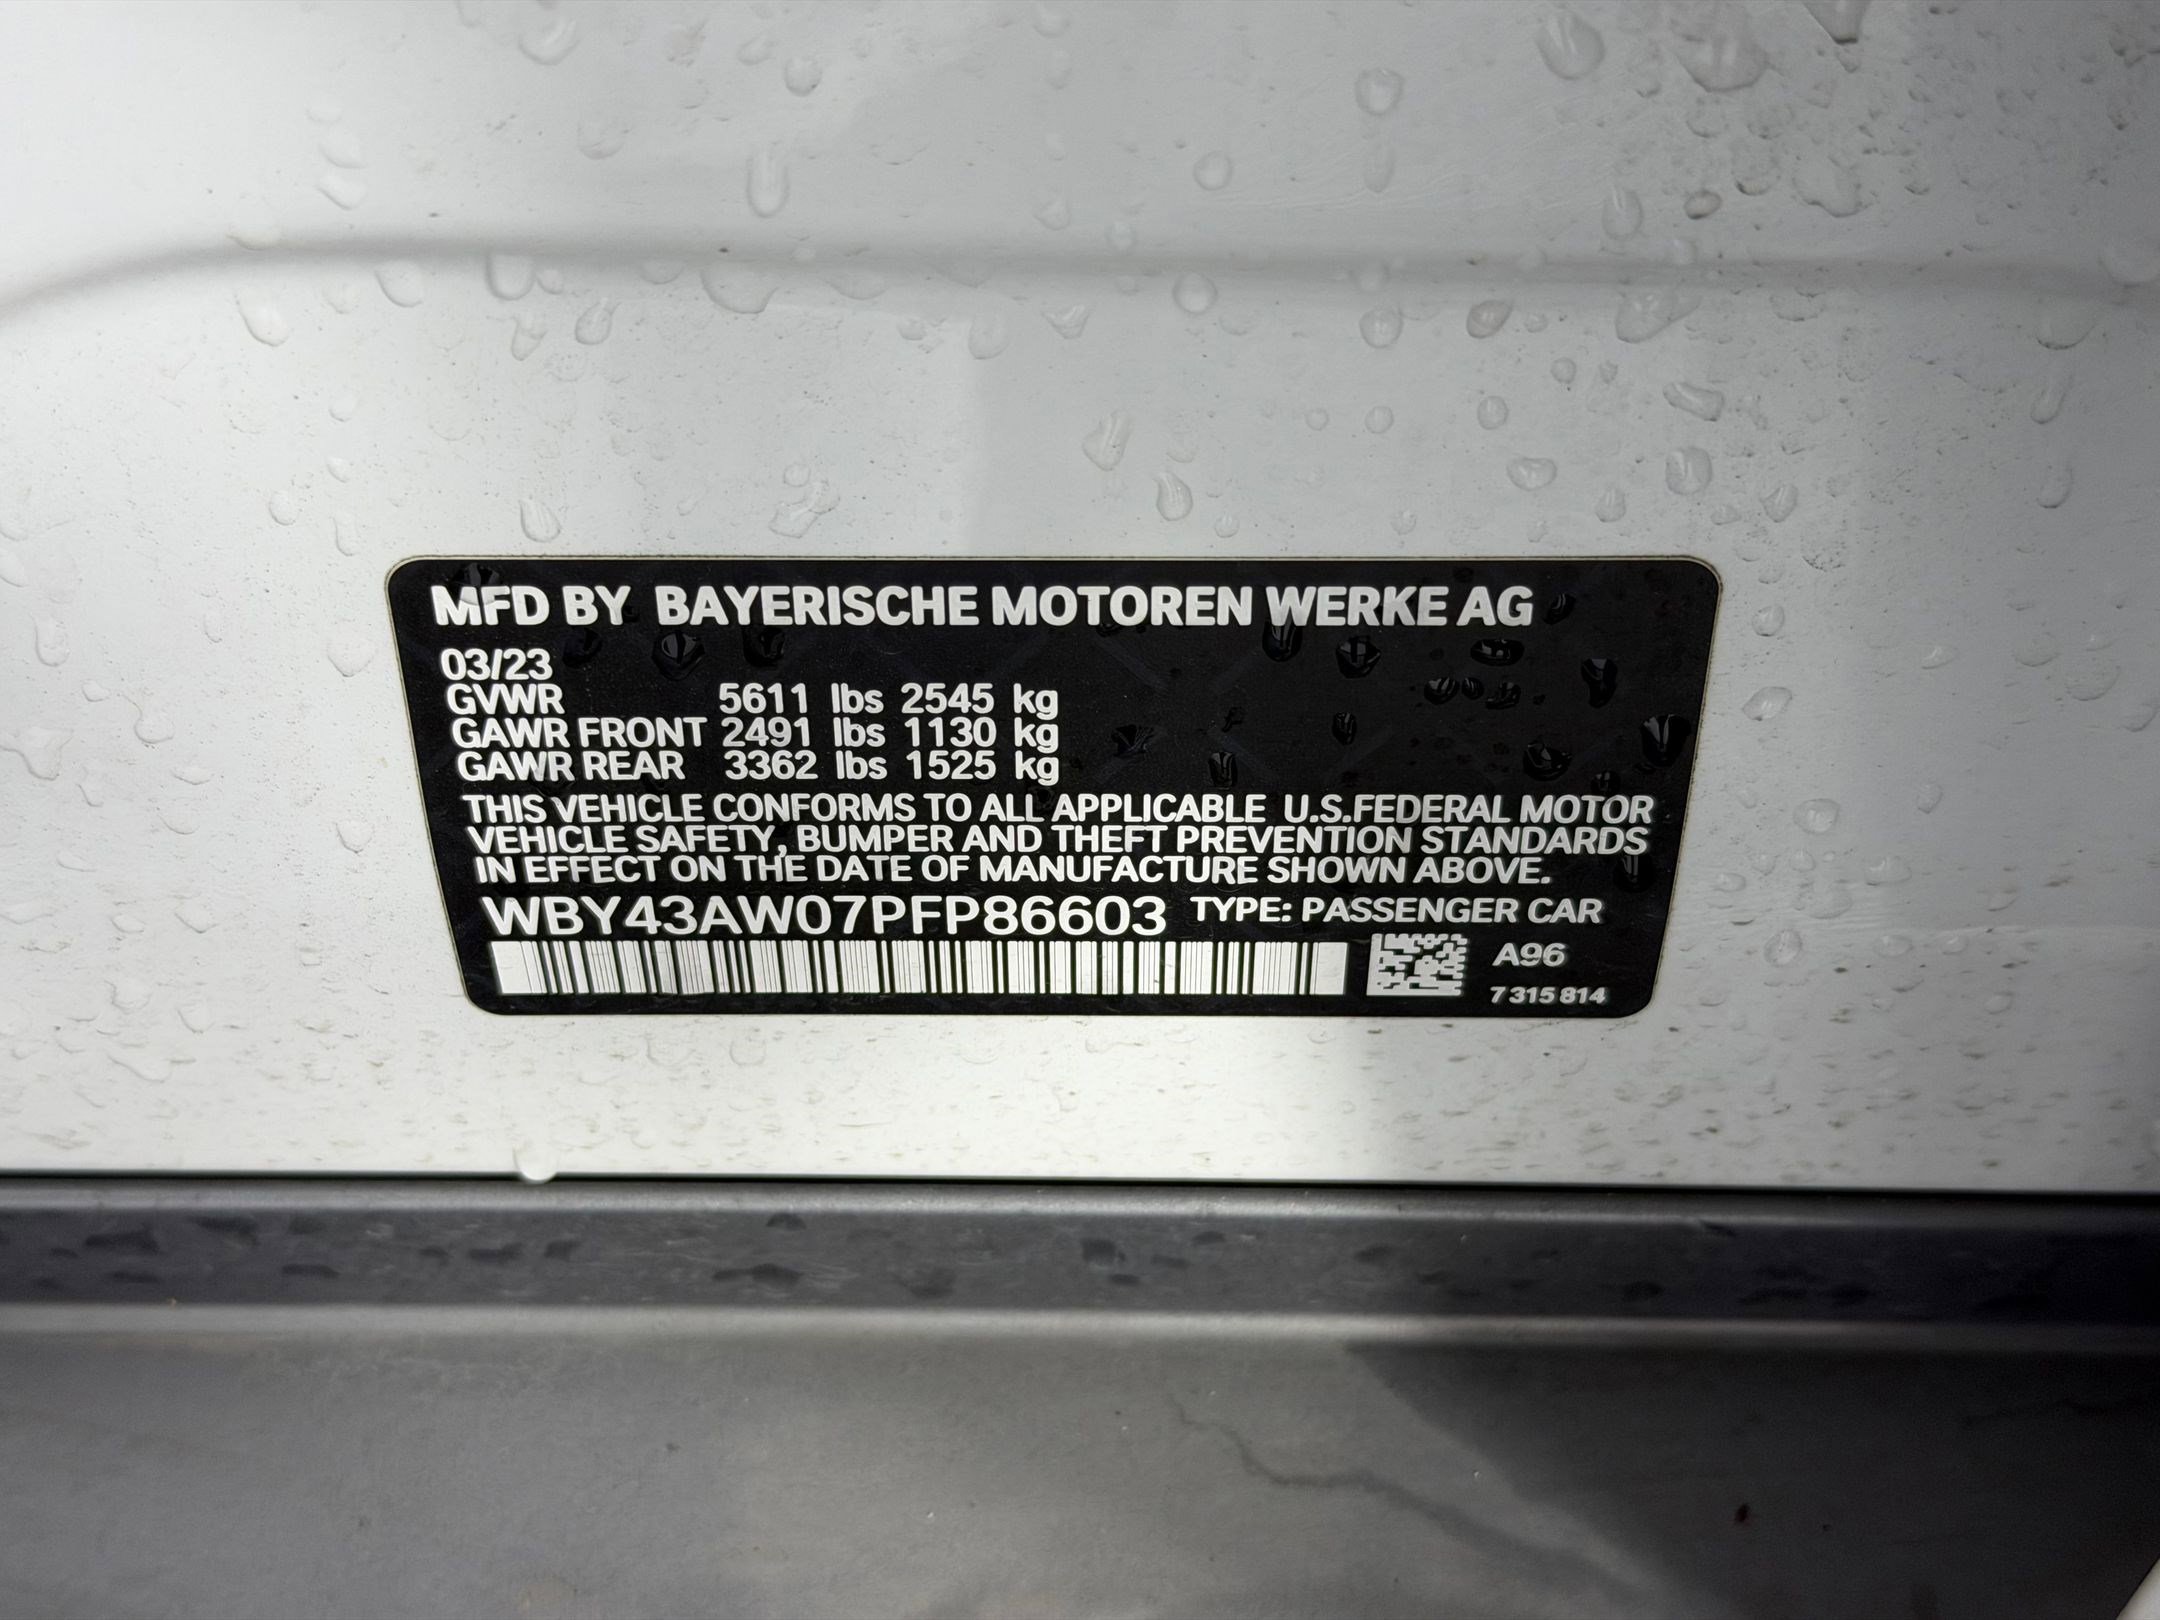 MFD BY BAYERISCHE MOTOREN WERKE AG
03/23
GVWR 5611 lbs 2545 kg
GAWR FRONT 2491 lbs 1130 kg
GAWR REAR 3362 lbs 1525 kg
THIS VEHICLE CONFORMS TO ALL APPLICABLE U.S.FEDERAL MOTOR
VEHICLE SAFETY, BUMPER AND THEFT PREVENTION STANDARDS
IN EFFECT ON THE DATE OF MANUFACTURE SHOWN ABOVE.
WBY43AW07PFP86603 TYPE: PASSENGER CAR
A96
7 315 814